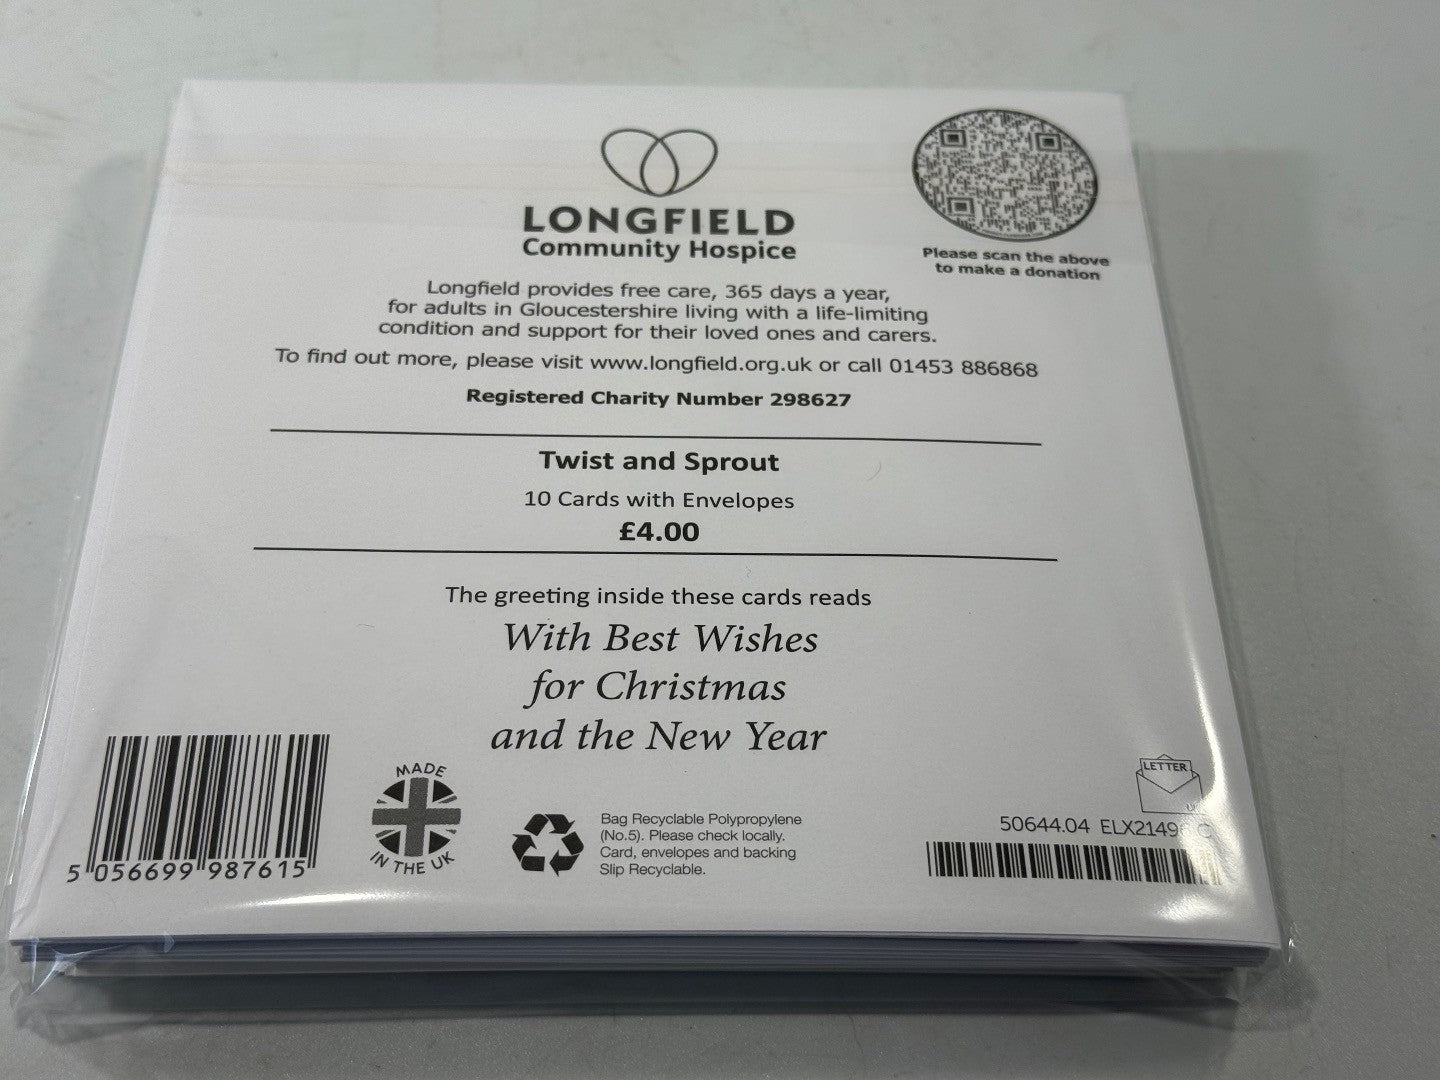 LONGFIELD
Community Hospice
Please scan the above
to make a donation
Longfield provides free care, 365 days a year,
for adults in Gloucestershire living with a life-limiting
condition and support for their loved ones and carers.
To find out more, please visit www.longfield.org.uk or call 01453 886868
Registered Charity Number 298627
Twist and Sprout
10 Cards with Envelopes
£4.00
The greeting inside these cards reads
With Best Wishes
for Christmas
and the New Year
5 056699 987615
MADE
IN THE UK
Bag Recyclable Polypropylene
(No.5). Please check locally.
Card, envelopes and backing
Slip Recyclable.
LETTER
50644.04